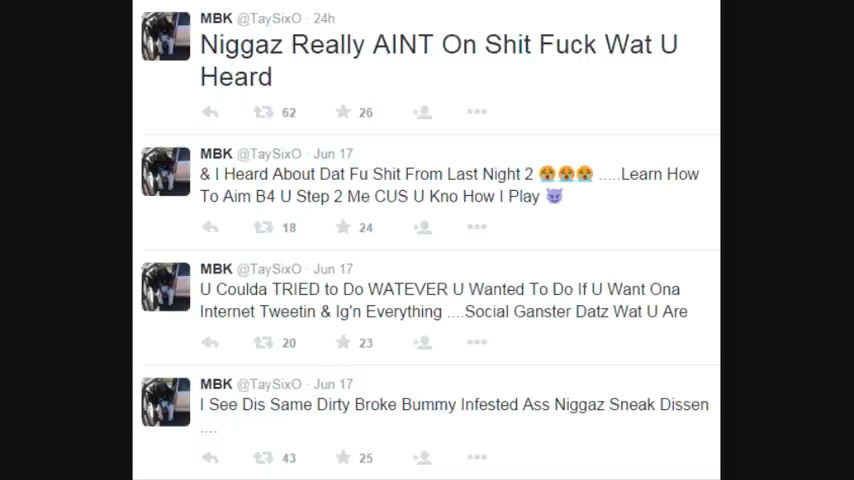 MBK @TaySixO · 24h
Niggaz Really AINT On Shit Fuck Wat U
Heard
62 26
MBK @TaySixO · Jun 17
& I Heard About Dat Fu Shit From Last Night 2 😭😭😭 .....Learn How
To Aim B4 U Step 2 Me CUS U Kno How I Play 😈
18 24
MBK @TaySixO · Jun 17
U Coulda TRIED to Do WATEVER U Wanted To Do If U Want Ona
Internet Tweetin & Ig'n Everything ....Social Ganster Datz Wat U Are
20 23
MBK @TaySixO · Jun 17
I See Dis Same Dirty Broke Bummy Infested Ass Niggaz Sneak Dissen
....
43 25